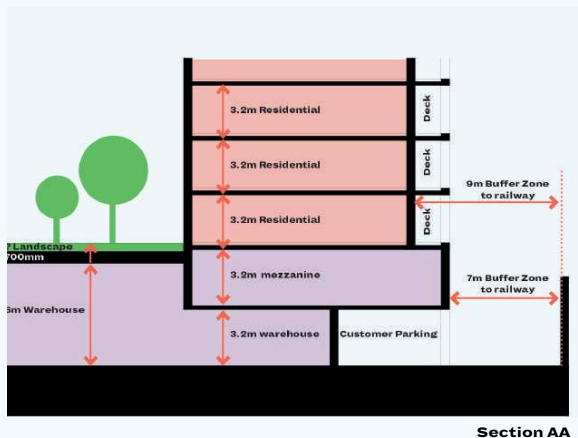 3.2m Residential
Deck
3.2m Residential
Deck
9m Buffer Zone
to railway
3.2m Residential
Deck
Landscape
700mm
3.2m mezzanine
7m Buffer Zone
to railway
6m Warehouse
3.2m warehouse
Customer Parking
Section AA